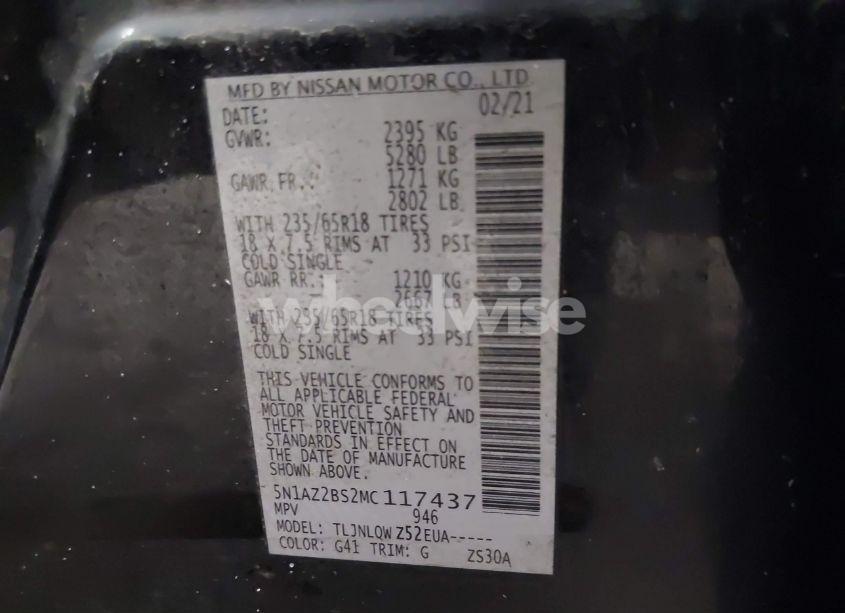 MFD BY NISSAN MOTOR CO., LTD.
DATE: 02/21
GVWR: 2395 KG
5280 LB
GAWR FR.: 1271 KG
2802 LB
WITH 235/65R18 TIRES
18 X 7.5 RIMS AT 33 PSI
COLD SINGLE
GAWR RR.: 1210 KG
2667 LB
WITH 235/65R18 TIRES
18 X 7.5 RIMS AT 33 PSI
COLD SINGLE
wheelwise
THIS VEHICLE CONFORMS TO
ALL APPLICABLE FEDERAL
MOTOR VEHICLE SAFETY AND
THEFT PREVENTION
STANDARDS IN EFFECT ON
THE DATE OF MANUFACTURE
SHOWN ABOVE.
5N1AZ2BS2MC117437
MPV 946
MODEL: TLJNLQW Z52EUA-----
COLOR: G41 TRIM: G ZS30A